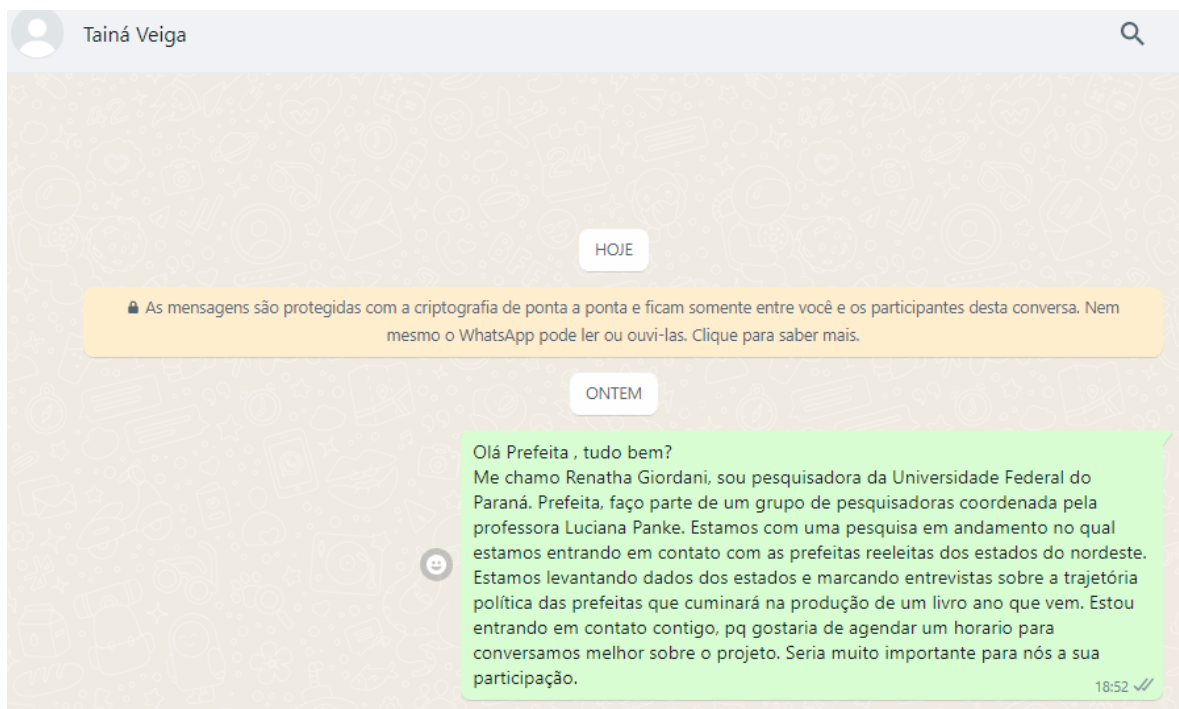 Tainá Veiga
HOJE
As mensagens são protegidas com a criptografia de ponta a ponta e ficam somente entre você e os participantes desta conversa. Nem
mesmo o WhatsApp pode ler ou ouvi-las. Clique para saber mais.
ONTEM
Olá Prefeita , tudo bem?
Me chamo Renatha Giordani, sou pesquisadora da Universidade Federal do
Paraná. Prefeita, faço parte de um grupo de pesquisadoras coordenada pela
professora Luciana Panke. Estamos com uma pesquisa em andamento no qual
estamos entrando em contato com as prefeitas reeleitas dos estados do nordeste.
Estamos levantando dados dos estados e marcando entrevistas sobre a trajetória
política das prefeitas que cuminará na produção de um livro ano que vem. Estou
entrando em contato contigo, pq gostaria de agendar um horario para
conversamos melhor sobre o projeto. Seria muito importante para nós a sua
participação.
18:52